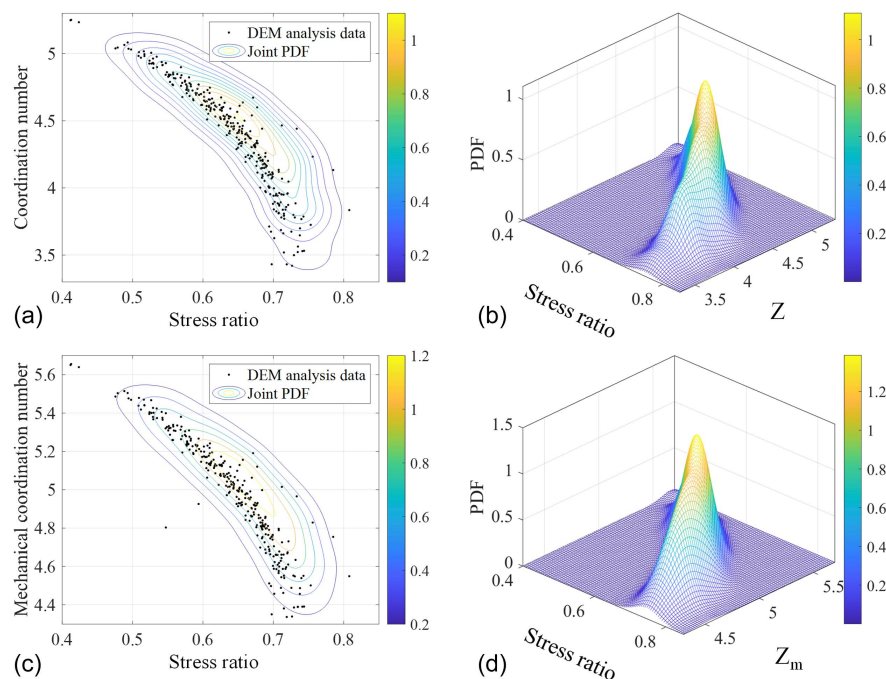 DEM analysis data
Joint PDF
Coordination number
5
4.5
4
3.5
0.4 0.5 0.6 0.7 0.8
Stress ratio
1
0.8
0.6
0.4
0.2
(a)
PDF
1
0.5
0
0.4
0.6
0.8
Stress ratio
3.5
4
4.5
5
Z
1
0.8
0.6
0.4
0.2
(b)
DEM analysis data
Joint PDF
Mechanical coordination number
5.6
5.4
5.2
5
4.8
4.6
4.4
0.4 0.5 0.6 0.7 0.8
Stress ratio
1.2
1
0.8
0.6
0.4
0.2
(c)
PDF
1.5
1
0.5
0
0.4
0.6
0.8
Stress ratio
4.5
5
5.5
Zm
1.2
1
0.8
0.6
0.4
0.2
(d)